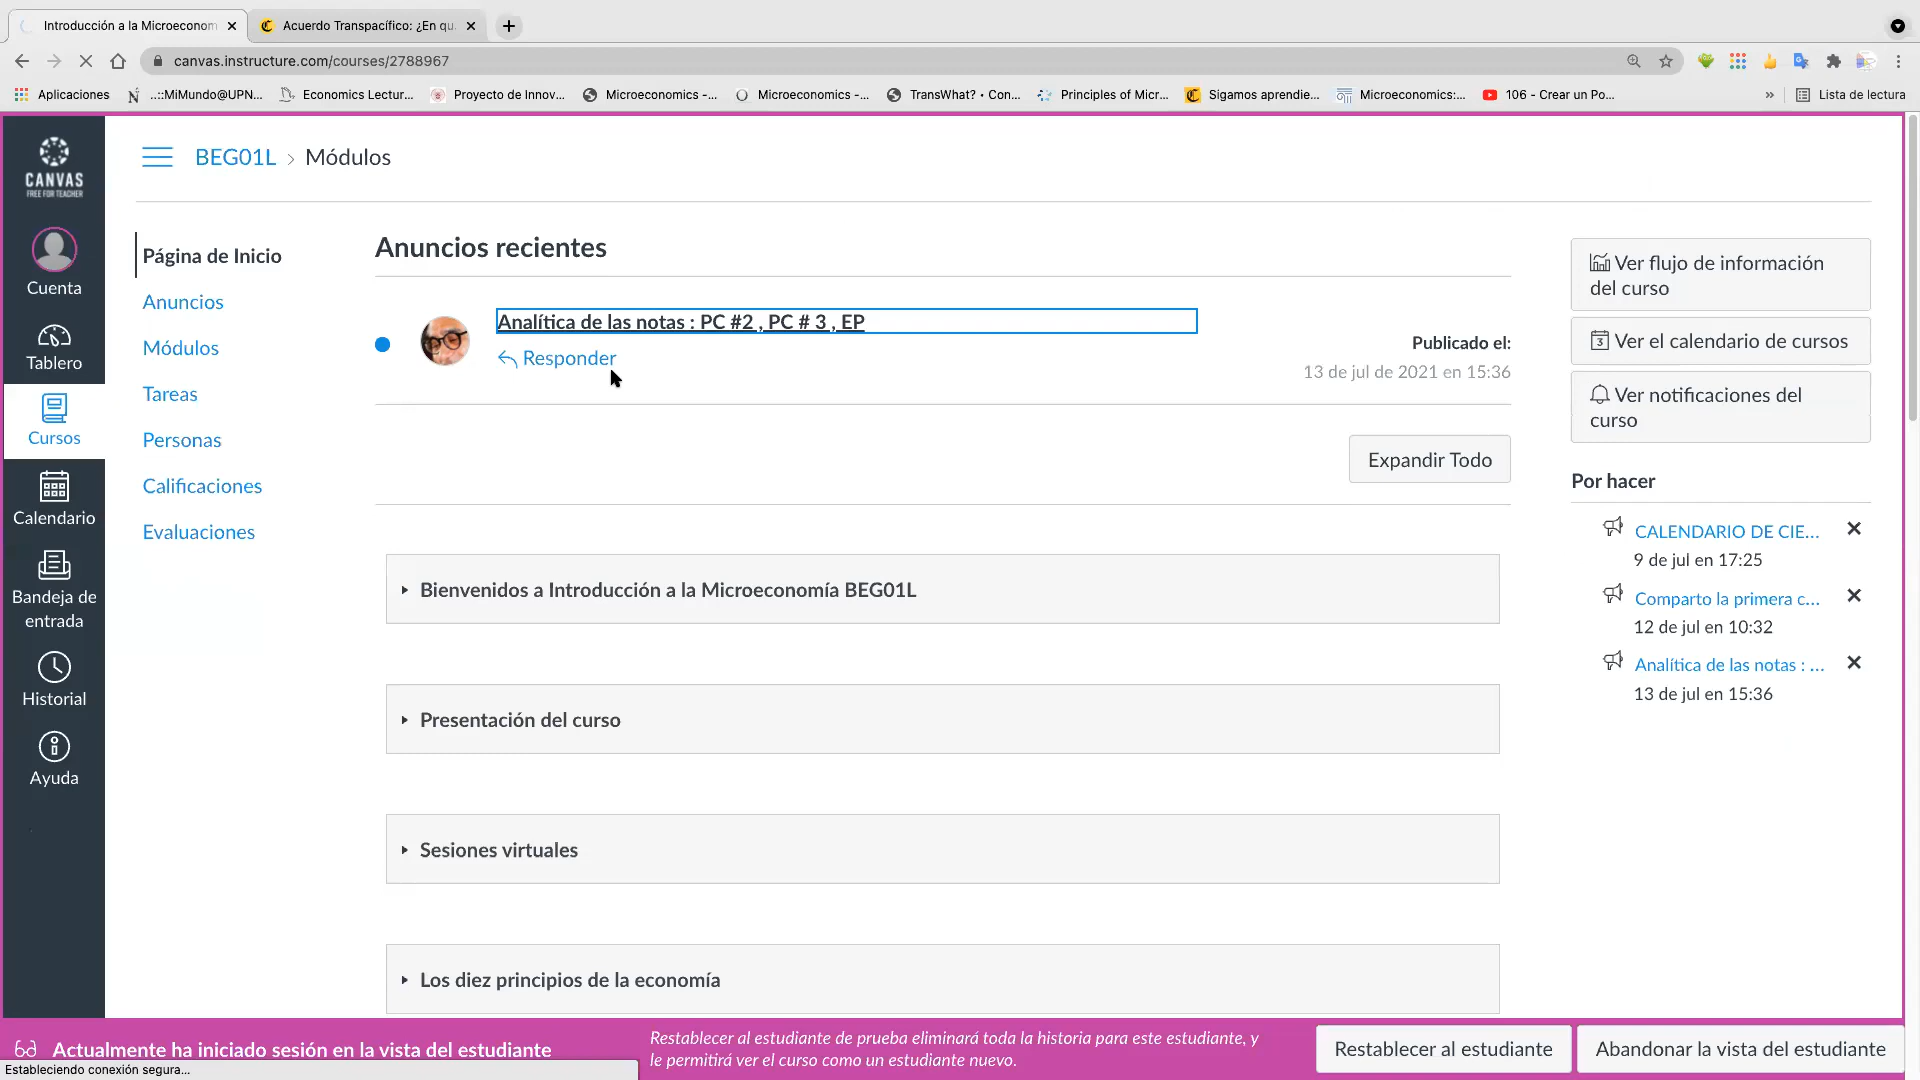 Introducción a la Microeconom
Acuerdo Transpacífico: ¿En qu
canvas.instructure.com/courses/2788967
Aplicaciones
..::MiMundo@UPN...
Economics Lectur...
Proyecto de Innov...
Microeconomics -...
Microeconomics -...
TransWhat? • Con...
Principles of Micr...
Sigamos aprendie...
Microeconomics:...
106 - Crear un Po...
»
Lista de lectura
CANVAS
FREE FOR TEACHER
Cuenta
Tablero
Cursos
Calendario
Bandeja de
entrada
Historial
Ayuda
BEG01L › Módulos
Página de Inicio
Anuncios
Módulos
Tareas
Personas
Calificaciones
Evaluaciones
Anuncios recientes
Analítica de las notas : PC #2 , PC # 3 , EP
Responder
Publicado el:
13 de jul de 2021 en 15:36
Expandir Todo
Bienvenidos a Introducción a la Microeconomía BEG01L
Presentación del curso
Sesiones virtuales
Los diez principios de la economía
Ver flujo de información
del curso
3 Ver el calendario de cursos
Ver notificaciones del
curso
Por hacer
CALENDARIO DE CIE...
9 de jul en 17:25
Comparto la primera c...
12 de jul en 10:32
Analítica de las notas : ...
13 de jul en 15:36
Actualmente ha iniciado sesión en la vista del estudiante
Restablecer al estudiante de prueba eliminará toda la historia para este estudiante, y
le permitirá ver el curso como un estudiante nuevo.
Restablecer al estudiante
Abandonar la vista del estudiante
Estableciendo conexión segura...